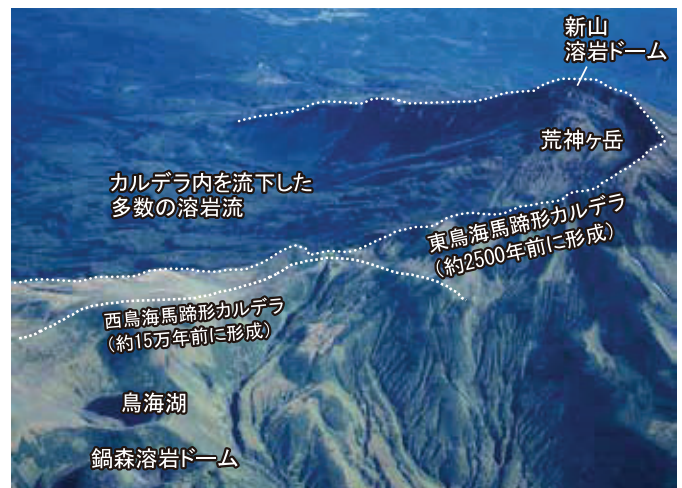 新山
溶岩ドーム
荒神ヶ岳
カルデラ内を流下した
多数の溶岩流
東鳥海馬蹄形カルデラ
（約2500年前に形成）
西鳥海馬蹄形カルデラ
（約15万年前に形成）
鳥海湖
鍋森溶岩ドーム